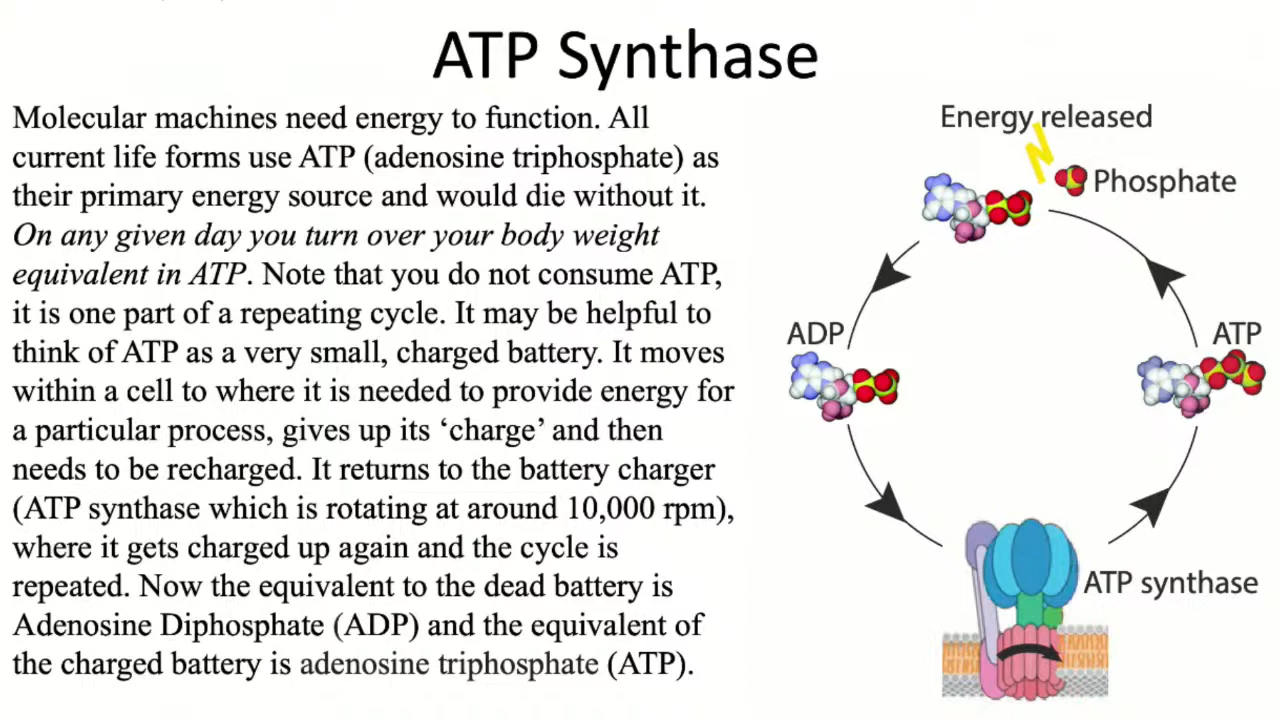 ATP Synthase
Molecular machines need energy to function. All
current life forms use ATP (adenosine triphosphate) as
their primary energy source and would die without it.
On any given day you turn over your body weight
equivalent in ATP. Note that you do not consume ATP,
it is one part of a repeating cycle. It may be helpful to
think of ATP as a very small, charged battery. It moves
within a cell to where it is needed to provide energy for
a particular process, gives up its ‘charge’ and then
needs to be recharged. It returns to the battery charger
(ATP synthase which is rotating at around 10,000 rpm),
where it gets charged up again and the cycle is
repeated. Now the equivalent to the dead battery is
Adenosine Diphosphate (ADP) and the equivalent of
the charged battery is adenosine triphosphate (ATP).
Energy released
Phosphate
ADP
ATP
ATP synthase